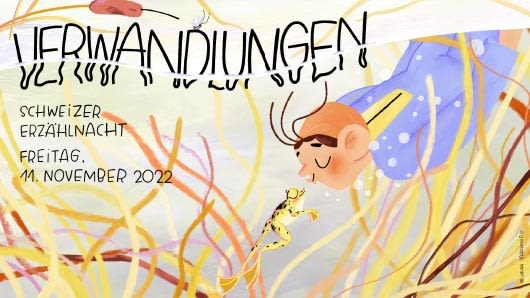 VERWANDLUNGEN
SCHWEIZER
ERZÄHLNACHT
FREITAG,
11. NOVEMBER 2022